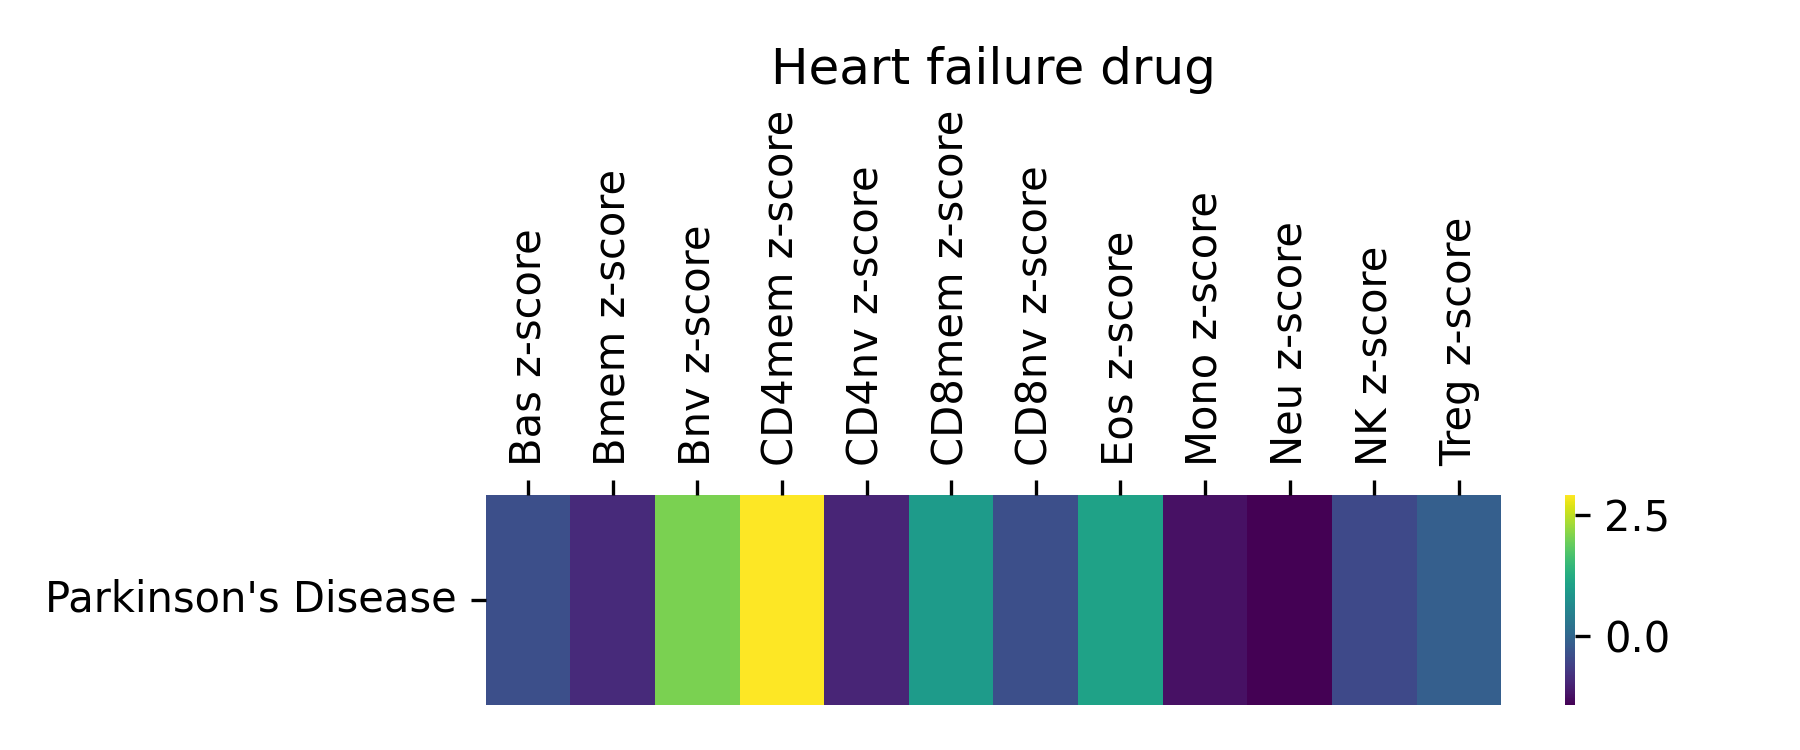 Heart failure drug
Bas z-score
Bmem z-score
Bnv z-score
CD4mem z-score
CD4nv z-score
CD8mem z-score
CD8nv z-score
Eos z-score
Mono z-score
Neu z-score
NK z-score
Treg z-score
Parkinson's Disease
2.5
0.0